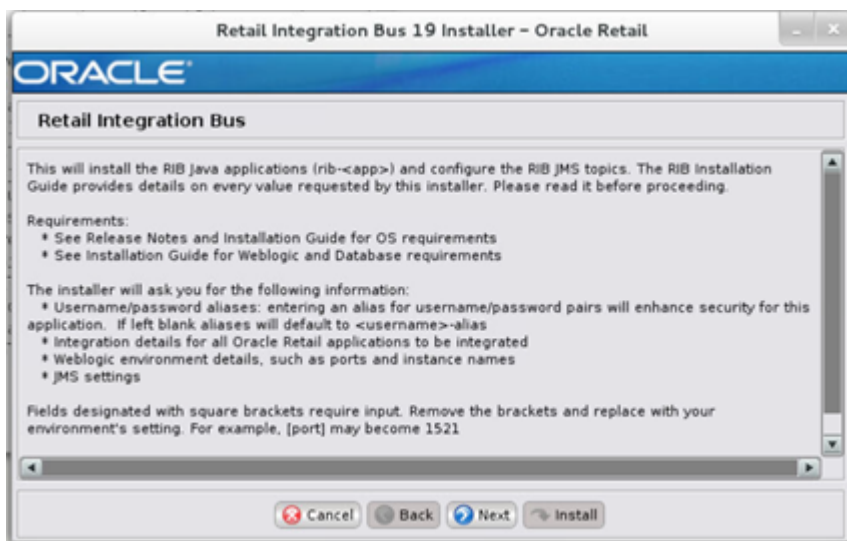 Retail Integration Bus 19 Installer – Oracle Retail
ORACLE®
Retail Integration Bus
This will install the RIB Java applications (rib-<app>) and configure the RIB JMS topics. The RIB Installation
Guide provides details on every value requested by this installer. Please read it before proceeding.
Requirements:
* See Release Notes and Installation Guide for OS requirements
* See Installation Guide for Weblogic and Database requirements
The installer will ask you for the following information:
* Username/password aliases: entering an alias for username/password pairs will enhance security for this
application. If left blank aliases will default to <username>-alias
* Integration details for all Oracle Retail applications to be integrated
* Weblogic environment details, such as ports and instance names
* JMS settings
Fields designated with square brackets require input. Remove the brackets and replace with your
environment's setting. For example, [port] may become 1521
Cancel Back Next Install